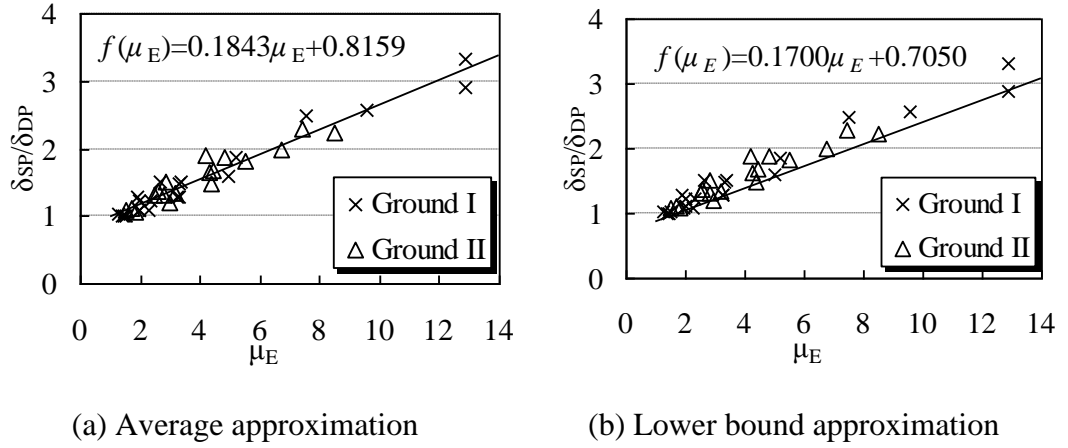 4
3
2
1
0
δSP/δDP
f(μE)=0.1843μE+0.8159
Ground I
Ground II
0 2 4 6 8 10 12 14
μE
(a) Average approximation
4
3
2
1
0
δSP/δDP
f(μE)=0.1700μE+0.7050
Ground I
Ground II
0 2 4 6 8 10 12 14
μE
(b) Lower bound approximation